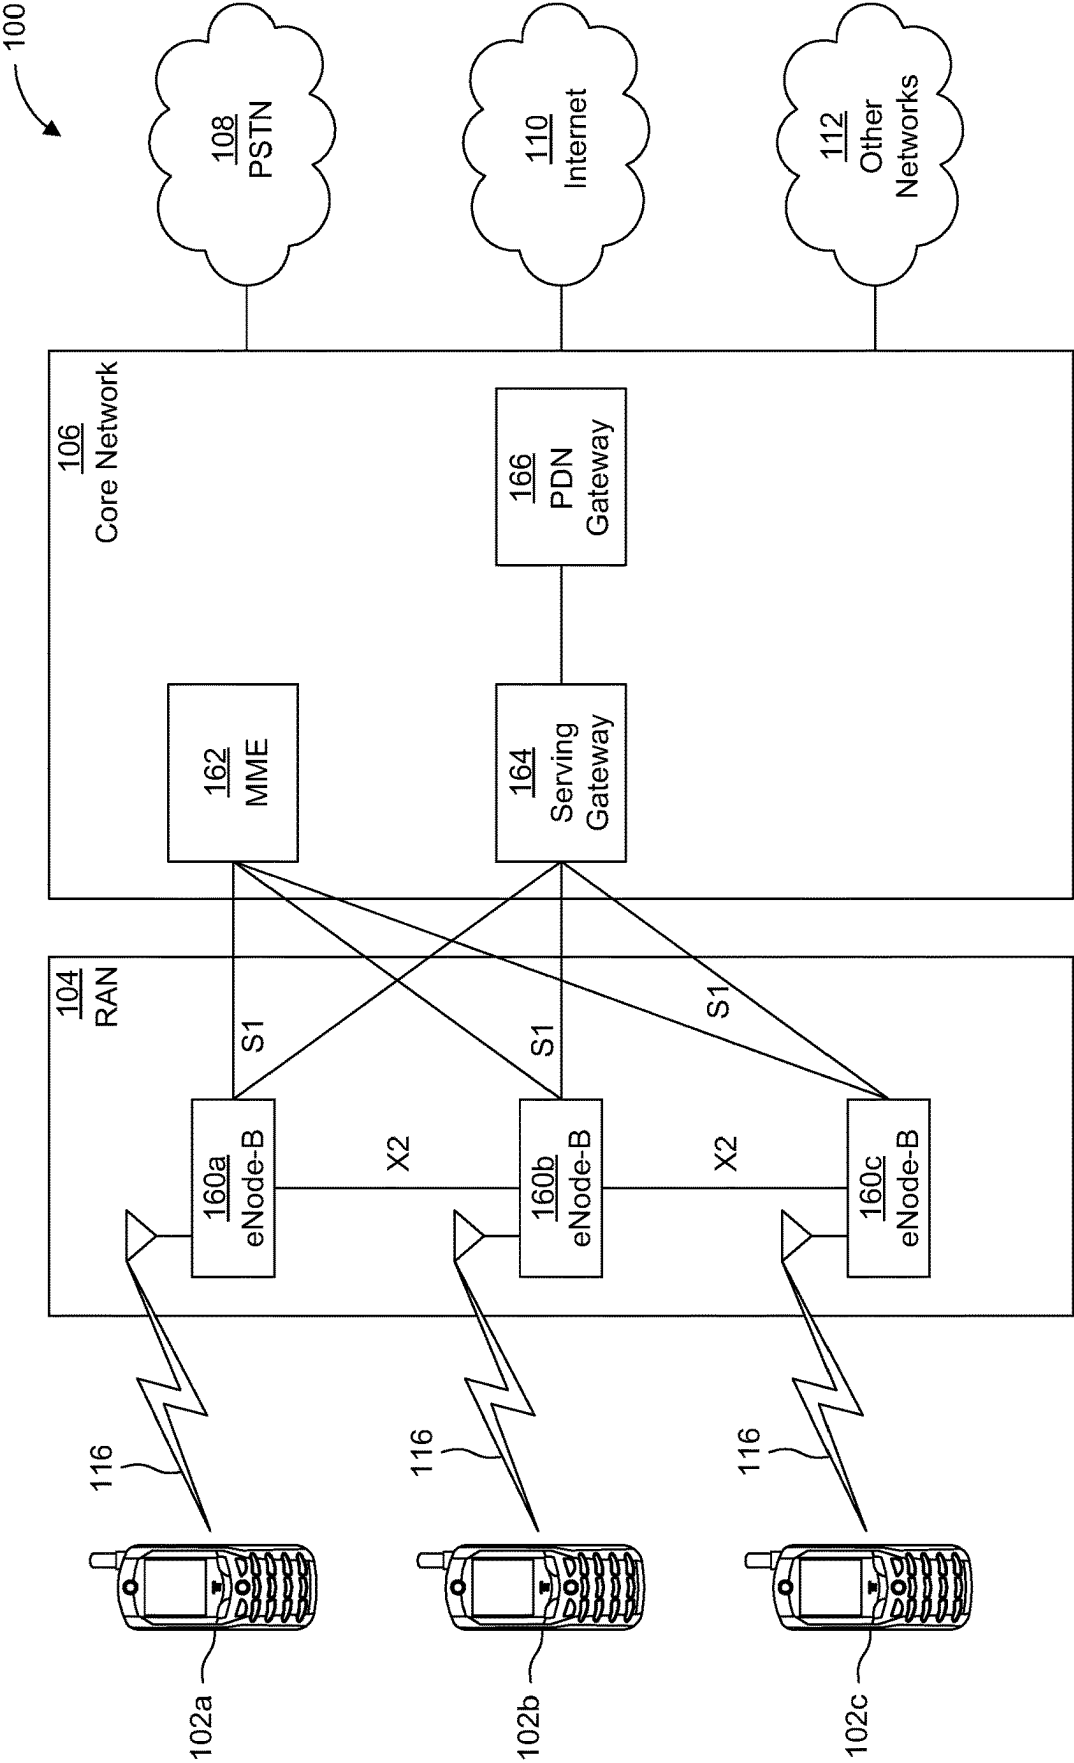 100
102a
116
104
RAN
160a
eNode-B
S1
106
Core Network
162
MME
108
PSTN
X2
102b
116
160b
eNode-B
S1
164
Serving
Gateway
166
PDN
Gateway
110
Internet
X2
102c
116
160c
eNode-B
S1
112
Other
Networks